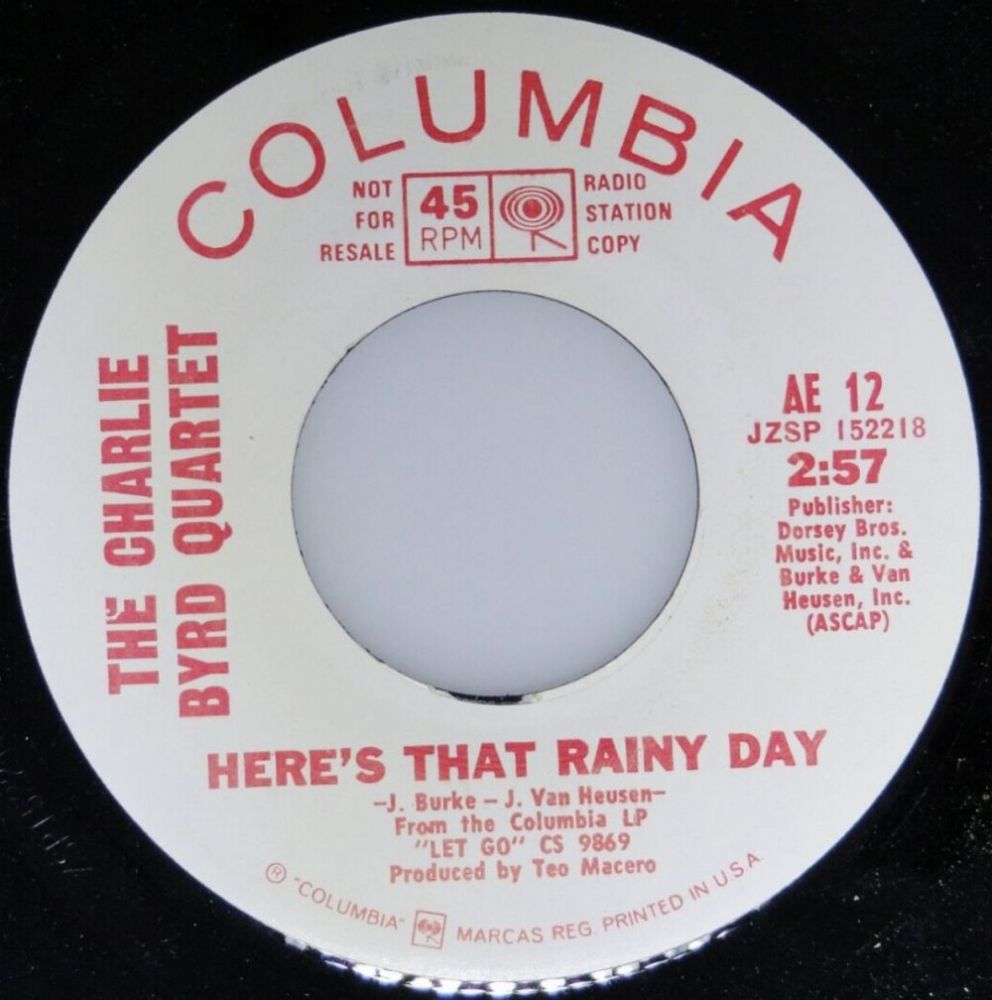 COLUMBIA
NOT
FOR
RESALE
45
RPM
RADIO
STATION
COPY
THE CHARLIE
BYRD QUARTET
AE 12
JZSP 152218
2:57
Publisher:
Dorsey Bros.
Music, Inc. &
Burke & Van
Heusen, Inc.
(ASCAP)
HERE'S THAT RAINY DAY
–J. Burke – J. Van Heusen–
From the Columbia LP
"LET GO" CS 9869
Produced by Teo Macero
® "COLUMBIA" MARCAS REG. PRINTED IN U.S.A.